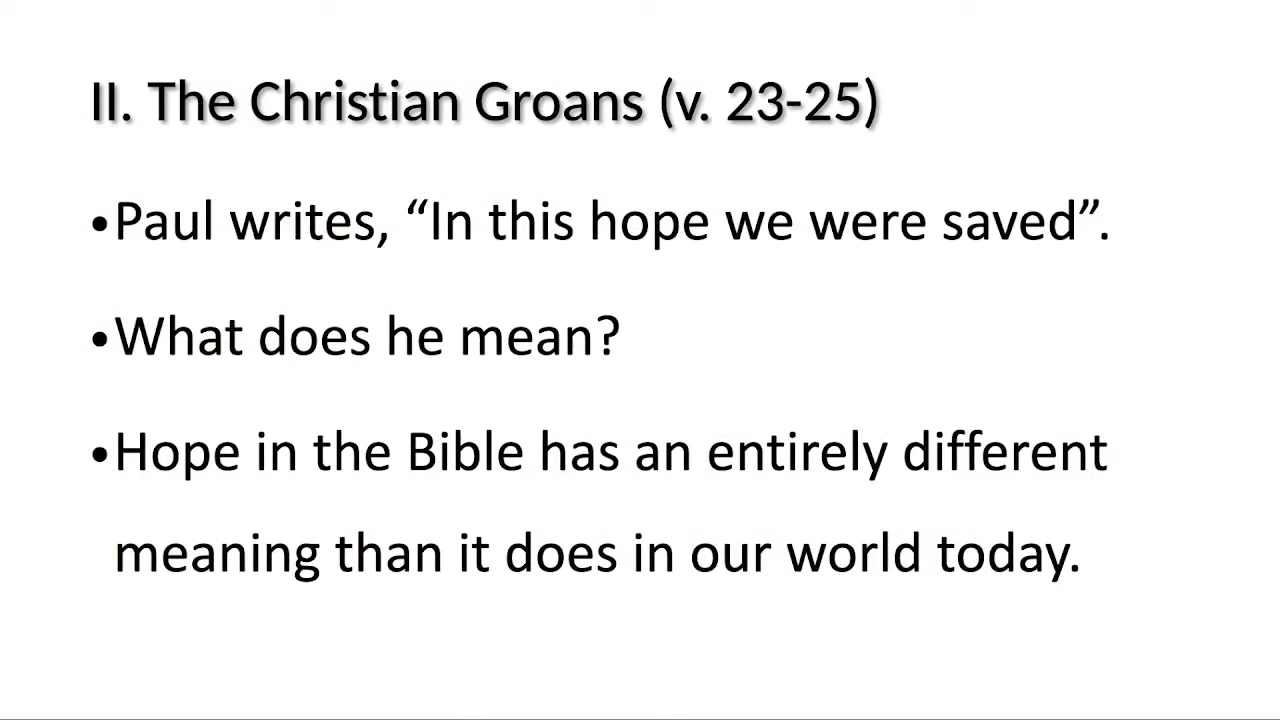 II. The Christian Groans (v. 23-25)
•Paul writes, “In this hope we were saved”.
•What does he mean?
•Hope in the Bible has an entirely different
meaning than it does in our world today.